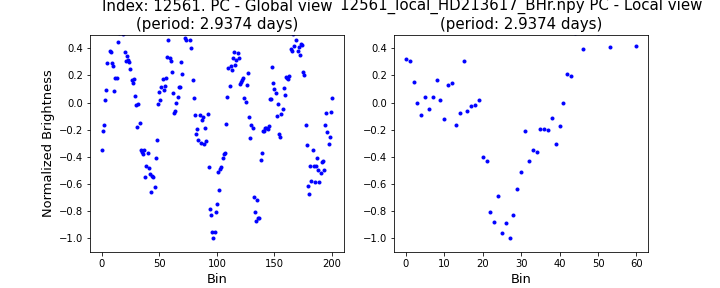 Index: 12561. PC - Global view
(period: 2.9374 days)
12561_local_HD213617_BHr.npy PC - Local view
(period: 2.9374 days)
Normalized Brightness
0.4
0.2
0.0
−0.2
−0.4
−0.6
−0.8
−1.0
0 50 100 150 200
Bin
0.4
0.2
0.0
−0.2
−0.4
−0.6
−0.8
−1.0
0 10 20 30 40 50 60
Bin